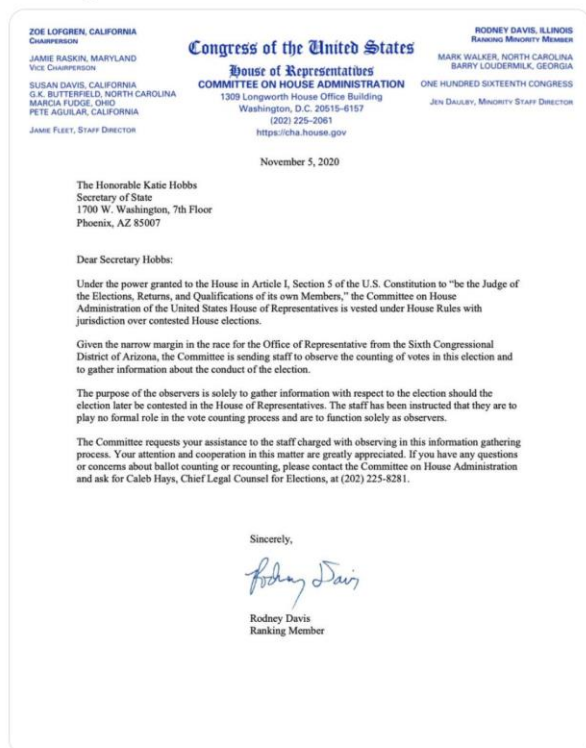 ZOE LOFGREN, CALIFORNIA
CHAIRPERSON
JAMIE RASKIN, MARYLAND
VICE CHAIRPERSON
SUSAN DAVIS, CALIFORNIA
G.K. BUTTERFIELD, NORTH CAROLINA
MARCIA FUDGE, OHIO
PETE AGUILAR, CALIFORNIA
JAMIE FLEET, STAFF DIRECTOR
Congress of the United States
House of Representatives
COMMITTEE ON HOUSE ADMINISTRATION
1309 Longworth House Office Building
Washington, D.C. 20515-6157
(202) 225-2061
https://cha.house.gov
RODNEY DAVIS, ILLINOIS
RANKING MINORITY MEMBER
MARK WALKER, NORTH CAROLINA
BARRY LOUDERMILK, GEORGIA
ONE HUNDRED SIXTEENTH CONGRESS
JEN DAULBY, MINORITY STAFF DIRECTOR
November 5, 2020
The Honorable Katie Hobbs
Secretary of State
1700 W. Washington, 7th Floor
Phoenix, AZ 85007
Dear Secretary Hobbs:
Under the power granted to the House in Article I, Section 5 of the U.S. Constitution to “be the Judge of
the Elections, Returns, and Qualifications of its own Members,” the Committee on House
Administration of the United States House of Representatives is vested under House Rules with
jurisdiction over contested House elections.
Given the narrow margin in the race for the Office of Representative from the Sixth Congressional
District of Arizona, the Committee is sending staff to observe the counting of votes in this election and
to gather information about the conduct of the election.
The purpose of the observers is solely to gather information with respect to the election should the
election later be contested in the House of Representatives. The staff has been instructed that they are to
play no formal role in the vote counting process and are to function solely as observers.
The Committee requests your assistance to the staff charged with observing in this information gathering
process. Your attention and cooperation in this matter are greatly appreciated. If you have any questions
or concerns about ballot counting or recounting, please contact the Committee on House Administration
and ask for Caleb Hays, Chief Legal Counsel for Elections, at (202) 225-8281.
Sincerely,
Rodney Davis
Rodney Davis
Ranking Member